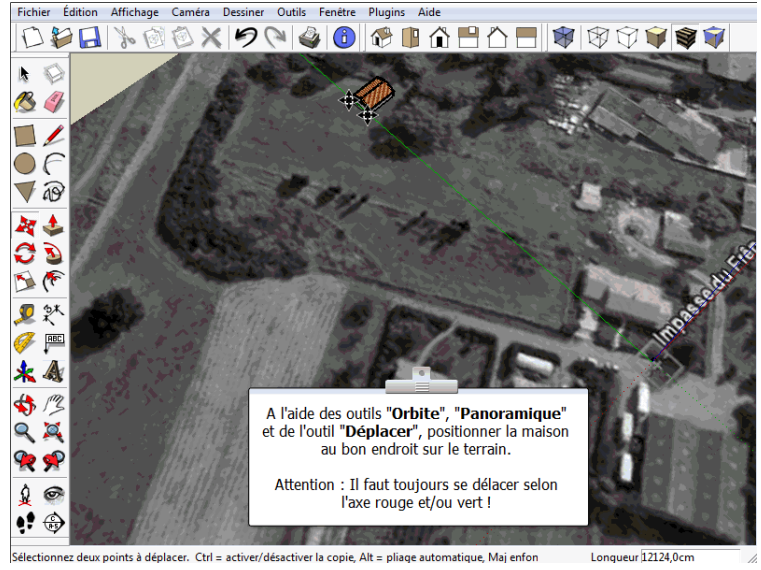 Fichier Édition Affichage Caméra Dessiner Outils Fenêtre Plugins Aide
ABC
Impasse du Frên
A l'aide des outils "Orbite", "Panoramique"
et de l'outil "Déplacer", positionner la maison
au bon endroit sur le terrain.
Attention : Il faut toujours se délacer selon
l'axe rouge et/ou vert !
Sélectionnez deux points à déplacer. Ctrl = activer/désactiver la copie, Alt = pliage automatique, Maj enfon Longueur 12124,0cm